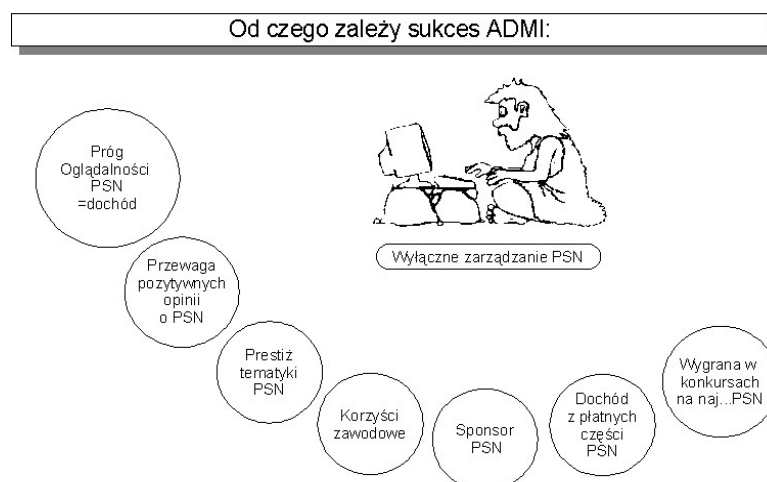 Od czego zależy sukces ADMI:
Próg
Oglądalności
PSN
=dochód
Wyłączne zarządzanie PSN
Przewaga
pozytywnych
opinii
o PSN
Prestiż
tematyki
PSN
Korzyści
zawodowe
Sponsor
PSN
Dochód
z płatnych
części
PSN
Wygrana w
konkursach
na naj...PSN